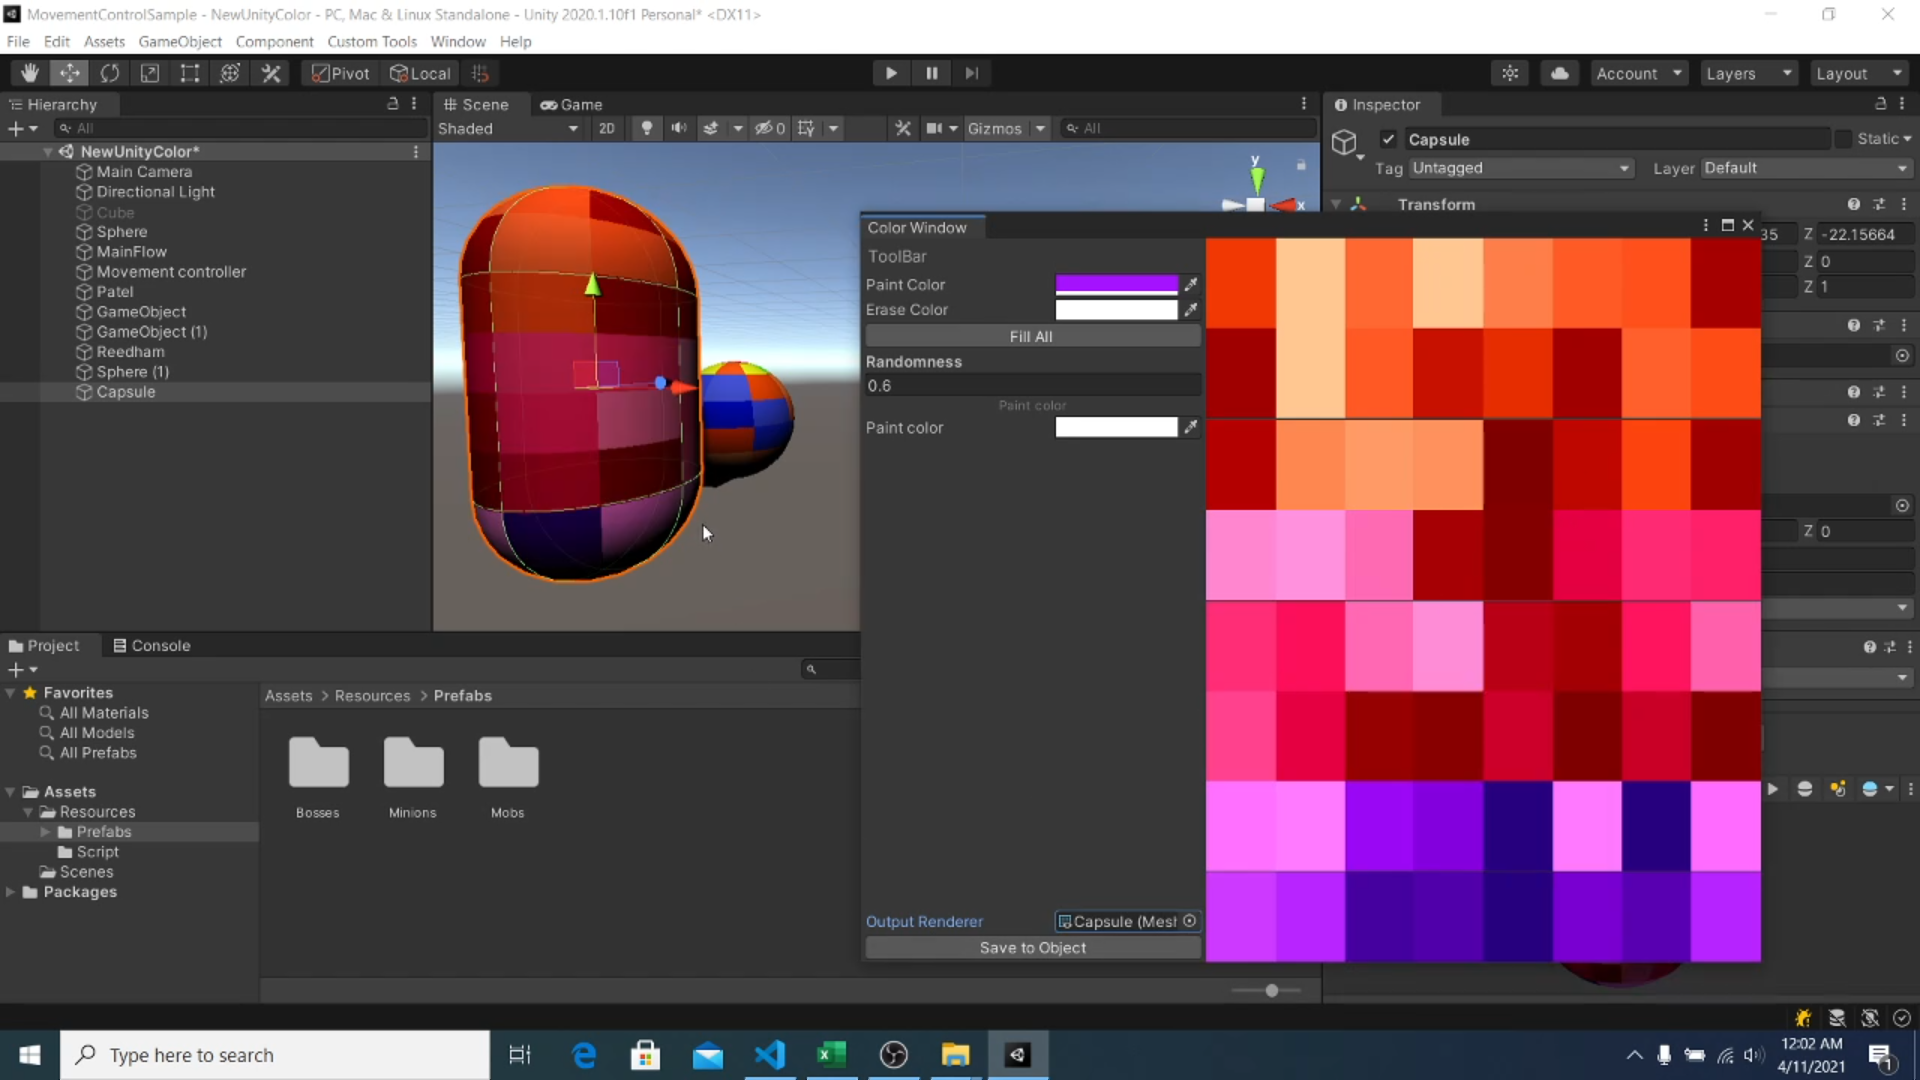 MovementControlSample - NewUnityColor - PC, Mac & Linux Standalone - Unity 2020.1.10f1 Personal* <DX11>
File Edit Assets GameObject Component Custom Tools Window Help
Pivot Local Account Layers Layout
Hierarchy
All
NewUnityColor*
Main Camera
Directional Light
Cube
Sphere
MainFlow
Movement controller
Patel
GameObject
GameObject (1)
Reedham
Sphere (1)
Capsule
Scene Game
Shaded 2D 0 Gizmos All
y
x
Inspector
Capsule Static
Tag Untagged Layer Default
Transform
35 Z -22.15664
Z 0
Z 1
Z 0
Color Window
ToolBar
Paint Color
Erase Color
Fill All
Randomness
0.6
Paint color
Paint color
Output Renderer Capsule (Mesh
Save to Object
Project Console
Favorites
All Materials
All Models
All Prefabs
Assets
Resources
Prefabs
Script
Scenes
Packages
Assets > Resources > Prefabs
Bosses Minions Mobs
Type here to search
12:02 AM
4/11/2021
1